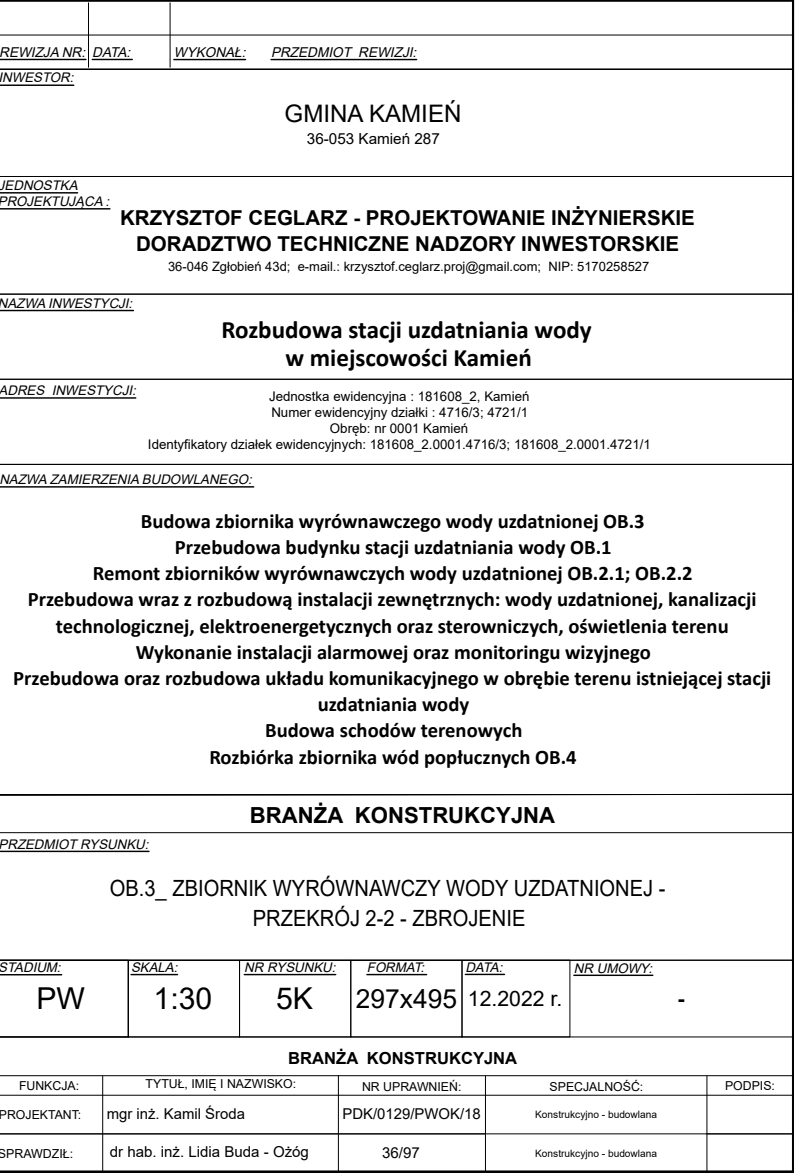 REWIZJA NR: DATA: WYKONAŁ: PRZEDMIOT REWIZJI:
INWESTOR:
GMINA KAMIEŃ
36-053 Kamień 287
JEDNOSTKA
PROJEKTUJĄCA :
KRZYSZTOF CEGLARZ - PROJEKTOWANIE INŻYNIERSKIE
DORADZTWO TECHNICZNE NADZORY INWESTORSKIE
36-046 Zgłobień 43d; e-mail.: krzysztof.ceglarz.proj@gmail.com; NIP: 5170258527
NAZWA INWESTYCJI:
Rozbudowa stacji uzdatniania wody
w miejscowości Kamień
ADRES INWESTYCJI:
Jednostka ewidencyjna : 181608_2, Kamień
Numer ewidencyjny działki : 4716/3; 4721/1
Obręb: nr 0001 Kamień
Identyfikatory działek ewidencyjnych: 181608_2.0001.4716/3; 181608_2.0001.4721/1
NAZWA ZAMIERZENIA BUDOWLANEGO:
Budowa zbiornika wyrównawczego wody uzdatnionej OB.3
Przebudowa budynku stacji uzdatniania wody OB.1
Remont zbiorników wyrównawczych wody uzdatnionej OB.2.1; OB.2.2
Przebudowa wraz z rozbudową instalacji zewnętrznych: wody uzdatnionej, kanalizacji
technologicznej, elektroenergetycznych oraz sterowniczych, oświetlenia terenu
Wykonanie instalacji alarmowej oraz monitoringu wizyjnego
Przebudowa oraz rozbudowa układu komunikacyjnego w obrębie terenu istniejącej stacji
uzdatniania wody
Budowa schodów terenowych
Rozbiórka zbiornika wód popłucznych OB.4
BRANŻA KONSTRUKCYJNA
PRZEDMIOT RYSUNKU:
OB.3_ ZBIORNIK WYRÓWNAWCZY WODY UZDATNIONEJ -
PRZEKRÓJ 2-2 - ZBROJENIE
STADIUM: SKALA: NR RYSUNKU: FORMAT: DATA: NR UMOWY:
PW 1:30 5K 297x495 12.2022 r. -
BRANŻA KONSTRUKCYJNA
FUNKCJA: TYTUŁ, IMIĘ I NAZWISKO: NR UPRAWNIEŃ: SPECJALNOŚĆ: PODPIS:
PROJEKTANT: mgr inż. Kamil Środa PDK/0129/PWOK/18 Konstrukcyjno - budowlana
SPRAWDZIŁ: dr hab. inż. Lidia Buda - Ożóg 36/97 Konstrukcyjno - budowlana